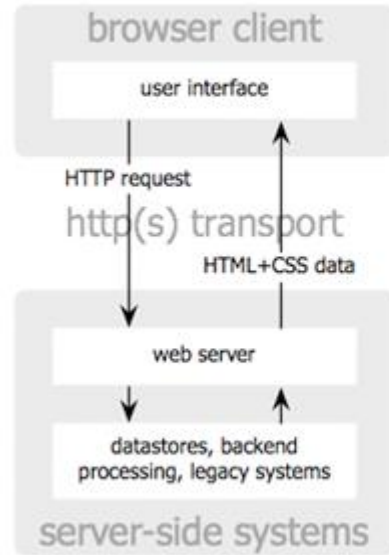 browser client
user interface
HTTP request
http(s) transport
HTML+CSS data
web server
datastores, backend
processing, legacy systems
server-side systems